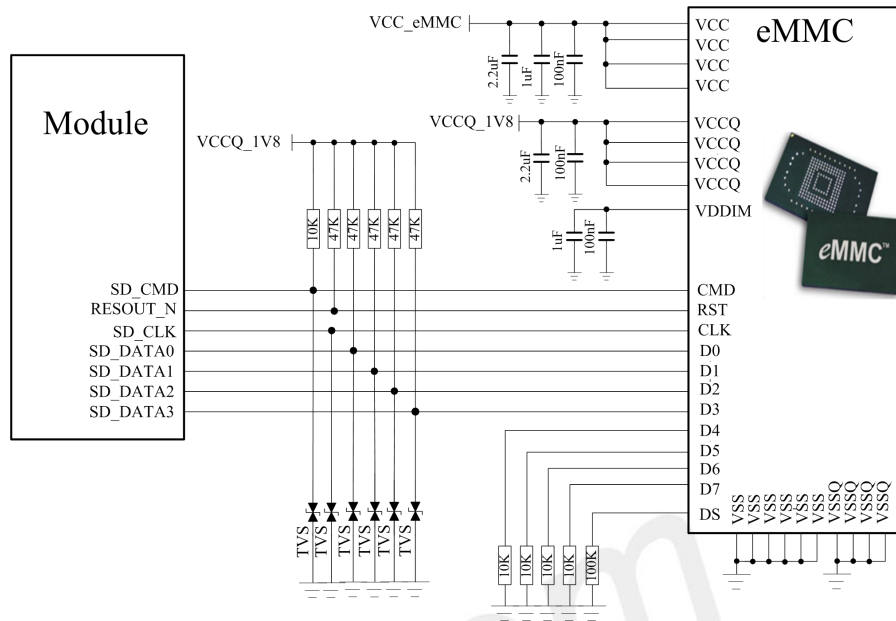 VCC_eMMC
VCC
VCC
VCC
VCC
eMMC
2.2uF
1uF
100nF
Module
VCCQ_1V8
VCCQ_1V8
VCCQ
VCCQ
VCCQ
VCCQ
2.2uF
100nF
VDDIM
1uF
100nF
eMMC™
10K
47K
47K
47K
47K
47K
SD_CMD
RESOUT_N
SD_CLK
SD_DATA0
SD_DATA1
SD_DATA2
SD_DATA3
CMD
RST
CLK
D0
D1
D2
D3
D4
D5
D6
D7
DS
VSS
VSS
VSS
VSS
VSS
VSS
VSSQ
VSSQ
VSSQ
VSSQ
TVS
TVS
TVS
TVS
TVS
TVS
10K
10K
10K
10K
100K